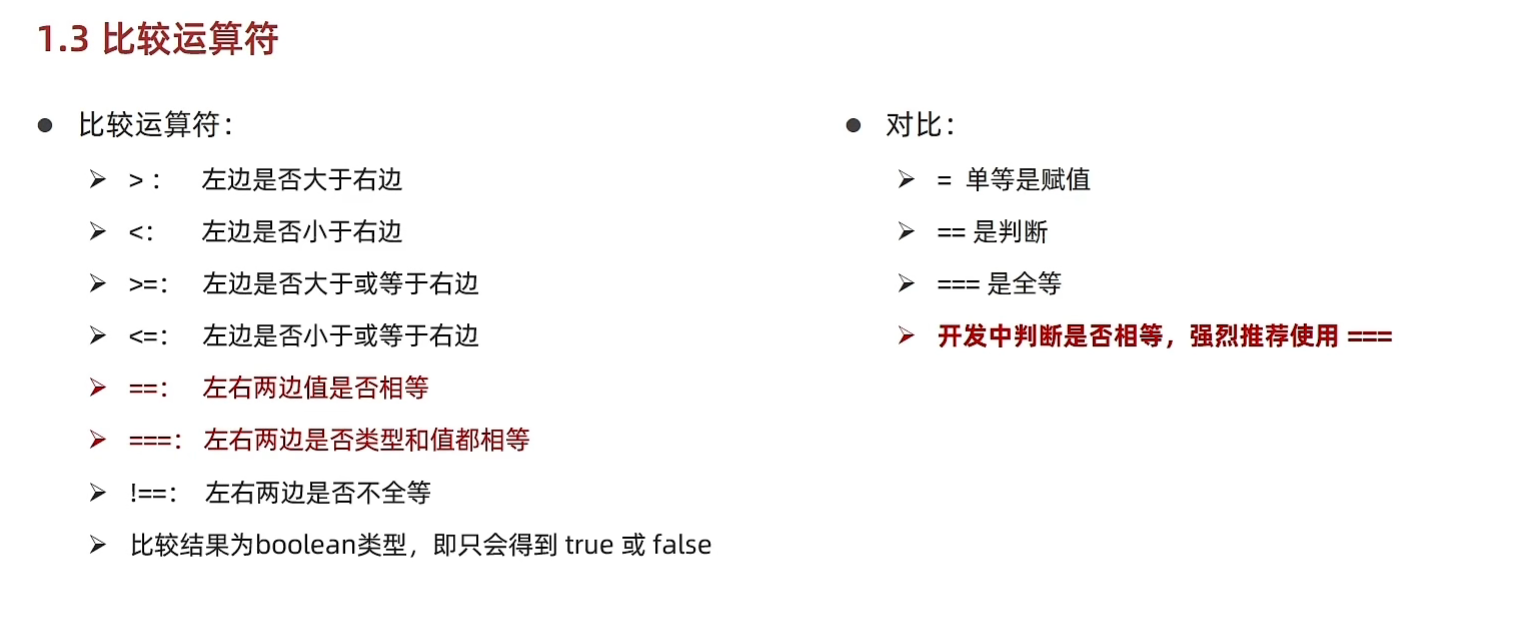 1.3 比较运算符
比较运算符：
> ： 左边是否大于右边
<： 左边是否小于右边
>=： 左边是否大于或等于右边
<=： 左边是否小于或等于右边
==： 左右两边值是否相等
===： 左右两边是否类型和值都相等
!==： 左右两边是否不全等
比较结果为boolean类型，即只会得到 true 或 false
对比：
= 单等是赋值
== 是判断
=== 是全等
开发中判断是否相等，强烈推荐使用 ===